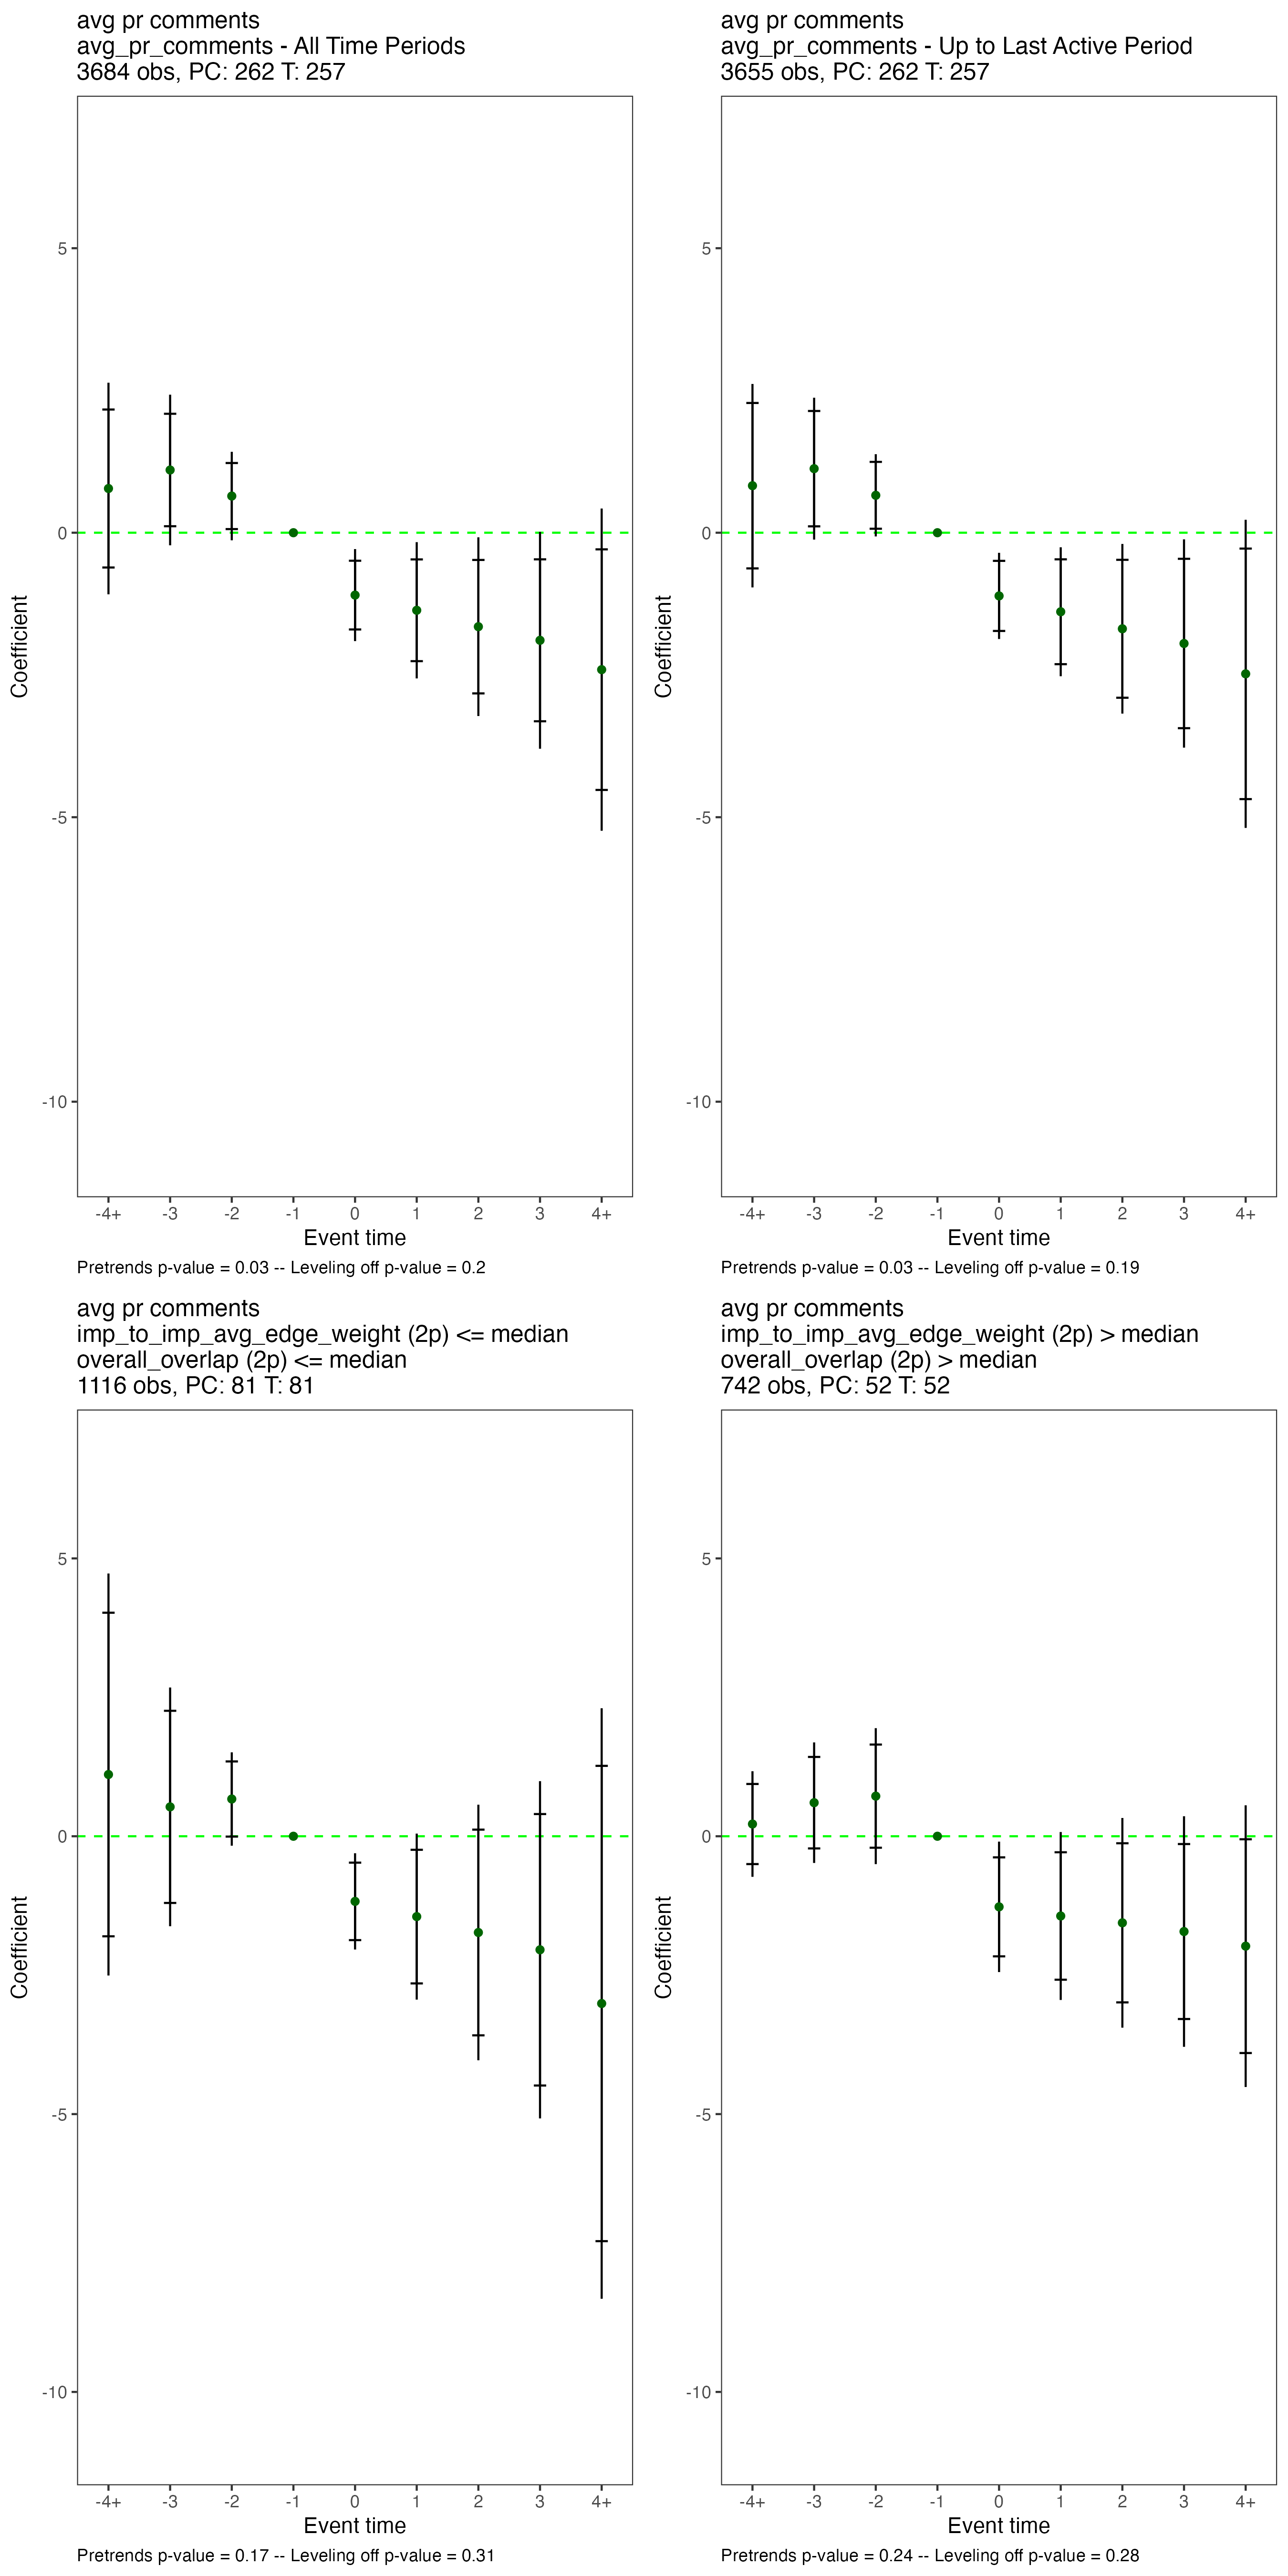 avg pr comments
avg_pr_comments - All Time Periods
3684 obs, PC: 262 T: 257
5
0
-5
-10
Coefficient
-4+ -3 -2 -1 0 1 2 3 4+
Event time
Pretrends p-value = 0.03 -- Leveling off p-value = 0.2
avg pr comments
avg_pr_comments - Up to Last Active Period
3655 obs, PC: 262 T: 257
5
0
-5
-10
Coefficient
-4+ -3 -2 -1 0 1 2 3 4+
Event time
Pretrends p-value = 0.03 -- Leveling off p-value = 0.19
avg pr comments
imp_to_imp_avg_edge_weight (2p) <= median
overall_overlap (2p) <= median
1116 obs, PC: 81 T: 81
5
0
-5
-10
Coefficient
-4+ -3 -2 -1 0 1 2 3 4+
Event time
Pretrends p-value = 0.17 -- Leveling off p-value = 0.31
avg pr comments
imp_to_imp_avg_edge_weight (2p) > median
overall_overlap (2p) > median
742 obs, PC: 52 T: 52
5
0
-5
-10
Coefficient
-4+ -3 -2 -1 0 1 2 3 4+
Event time
Pretrends p-value = 0.24 -- Leveling off p-value = 0.28